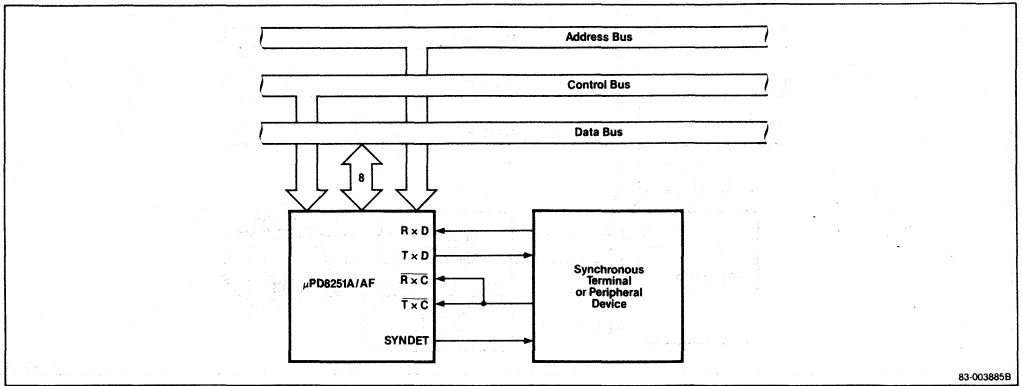 Address Bus
Control Bus
Data Bus
8
μPD8251A/AF
R × D
T × D
R × C
T × C
SYNDET
Synchronous
Terminal
or Peripheral
Device
83-003885B